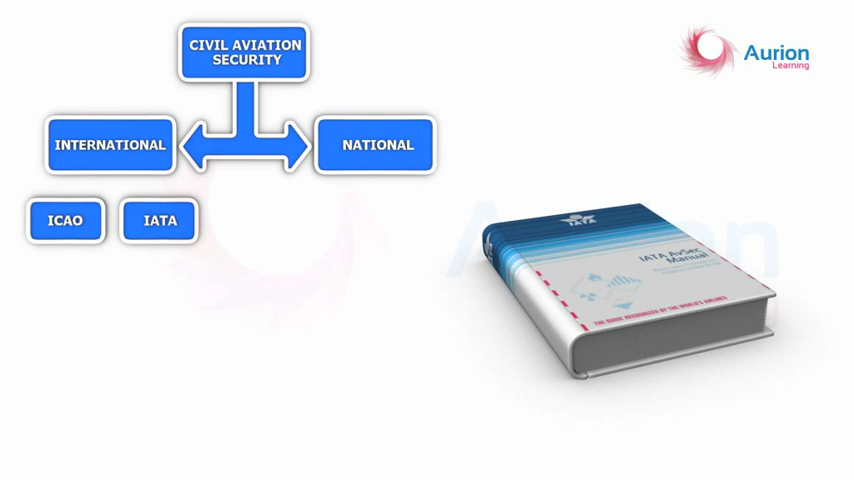 CIVIL AVIATION
SECURITY
Aurion
Learning
INTERNATIONAL
NATIONAL
ICAO
IATA
IATA
IATA AvSec
Manual
THE GUIDE RECOGNIZED BY THE WORLD'S AIRLINES
Aurion